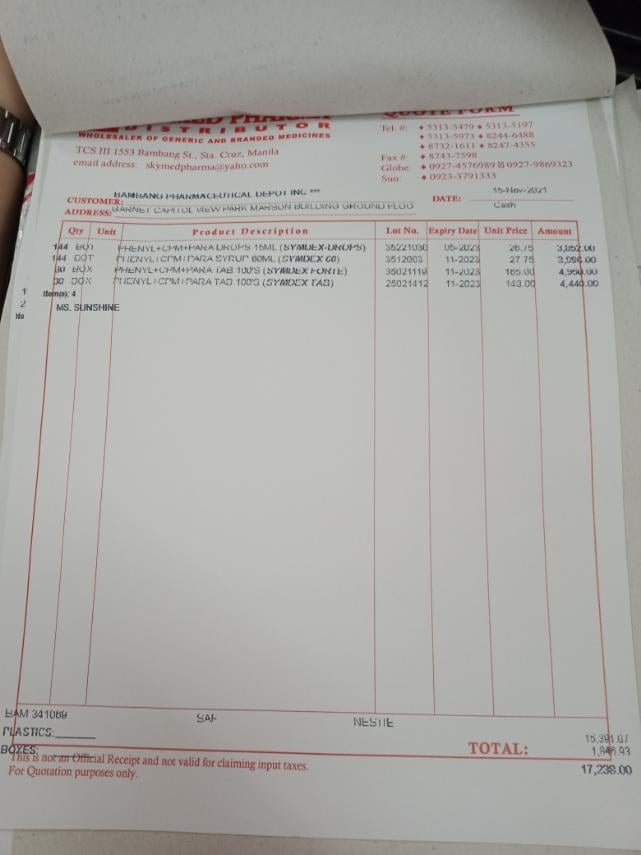 MED PHARMA
DISTRIBUTOR
WHOLESALER OF GENERIC AND BRANDED MEDICINES
TCS III 1553 Bambang St., Sta. Cruz, Manila
email address: skymedpharma@yaho.com
QUOTE FORM
Tel. #: ♦ 5313-5479 ♦ 5313-5197
♦ 5313-5973 ♦ 8244-6488
♦ 8732-1611 ♦ 8247-4355
Fax #: ♦ 8743-7598
Globe: ♦ 0927-4576989 0927-9869323
Sun: ♦ 0923-3791333
CUSTOMER: BAMBANG PHARMACEUTICAL DEPOT INC ***
DATE: 15-Nov-2021
ADDRESS: GARNET CAPITOL VIEW PARK MARSON BUILDING GROUND FLOO
Cash
Qty Unit Product Description Lot No. Expiry Date Unit Price Amount
144 BOT PHENYL+CPM+PARA DROPS 15ML (SYMDEX-DROPS) 35221030 05-2023 26.75 3,852.00
144 BOT PHENYL+CPM+PARA SYRUP 60ML (SYMDEX 60) 11-2023 27.75 3,996.00
30 BOX PHENYL+CPM+PARA TAB 100'S (SYMDEX FORTE) 35021119 11-2023 165.00 4,950.00
30 BOX PHENYL+CPM+PARA TAB 100'S (SYMDEX TAB) 25021412 11-2023 148.00 4,440.00
1 Item(s): 4
2 MS. SUNSHINE
BAM 341088 SAF NESTIE
PLASTICS:
15,391.07
BOXES:
TOTAL: 1,846.93
This is not an Official Receipt and not valid for claiming input taxes.
For Quotation purposes only.
17,238.00